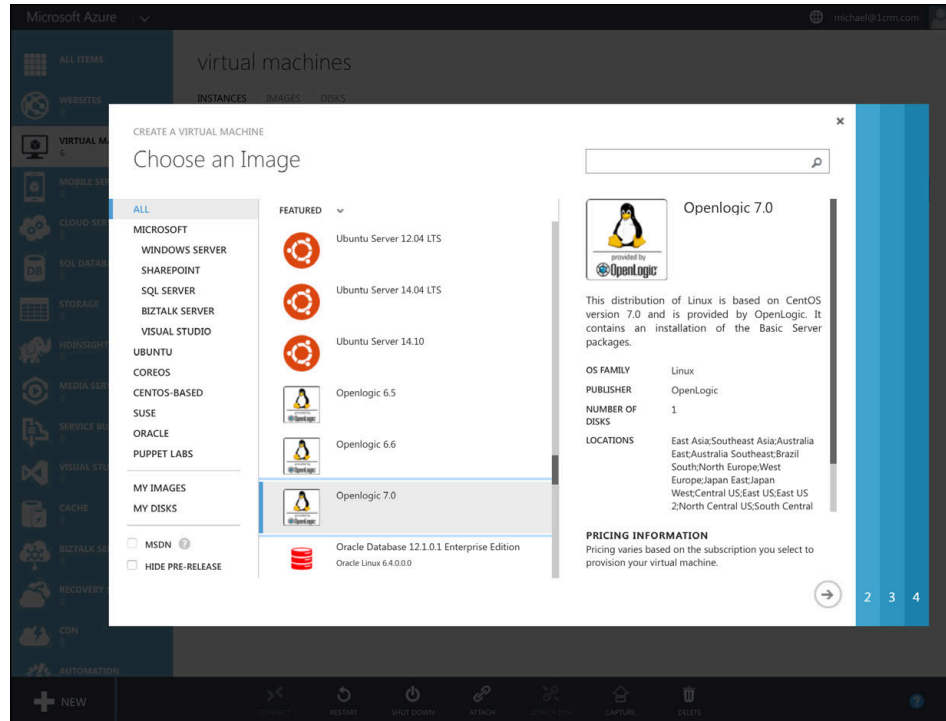 Microsoft Azure
michael@1crm.com
ALL ITEMS
virtual machines
WEBSITES
INSTANCES IMAGES DISKS
VIRTUAL M
6
MOBILE SER
CLOUD SER
SQL DATAB
STORAGE
HDINSIGHT
MEDIA SER
SERVICE BU
VISUAL STU
CACHE
BIZTALK SE
RECOVERY
CDN
AUTOMATION
CREATE A VIRTUAL MACHINE
Choose an Image
ALL
MICROSOFT
WINDOWS SERVER
SHAREPOINT
SQL SERVER
BIZTALK SERVER
VISUAL STUDIO
UBUNTU
COREOS
CENTOS-BASED
SUSE
ORACLE
PUPPET LABS
MY IMAGES
MY DISKS
MSDN ?
HIDE PRE-RELEASE
FEATURED
Ubuntu Server 12.04 LTS
Ubuntu Server 14.04 LTS
Ubuntu Server 14.10
Openlogic 6.5
Openlogic 6.6
Openlogic 7.0
Oracle Database 12.1.0.1 Enterprise Edition
Oracle Linux 6.4.0.0.0
provided by
OpenLogic
Openlogic 7.0
This distribution of Linux is based on CentOS
version 7.0 and is provided by OpenLogic. It
contains an installation of the Basic Server
packages.
OS FAMILY Linux
PUBLISHER OpenLogic
NUMBER OF 1
DISKS
LOCATIONS East Asia;Southeast Asia;Australia
East;Australia Southeast;Brazil
South;North Europe;West
Europe;Japan East;Japan
West;Central US;East US;East US
2;North Central US;South Central
PRICING INFORMATION
Pricing varies based on the subscription you select to
provision your virtual machine.
2 3 4
NEW
CONNECT RESTART SHUT DOWN ATTACH DETACH DISK CAPTURE DELETE
?